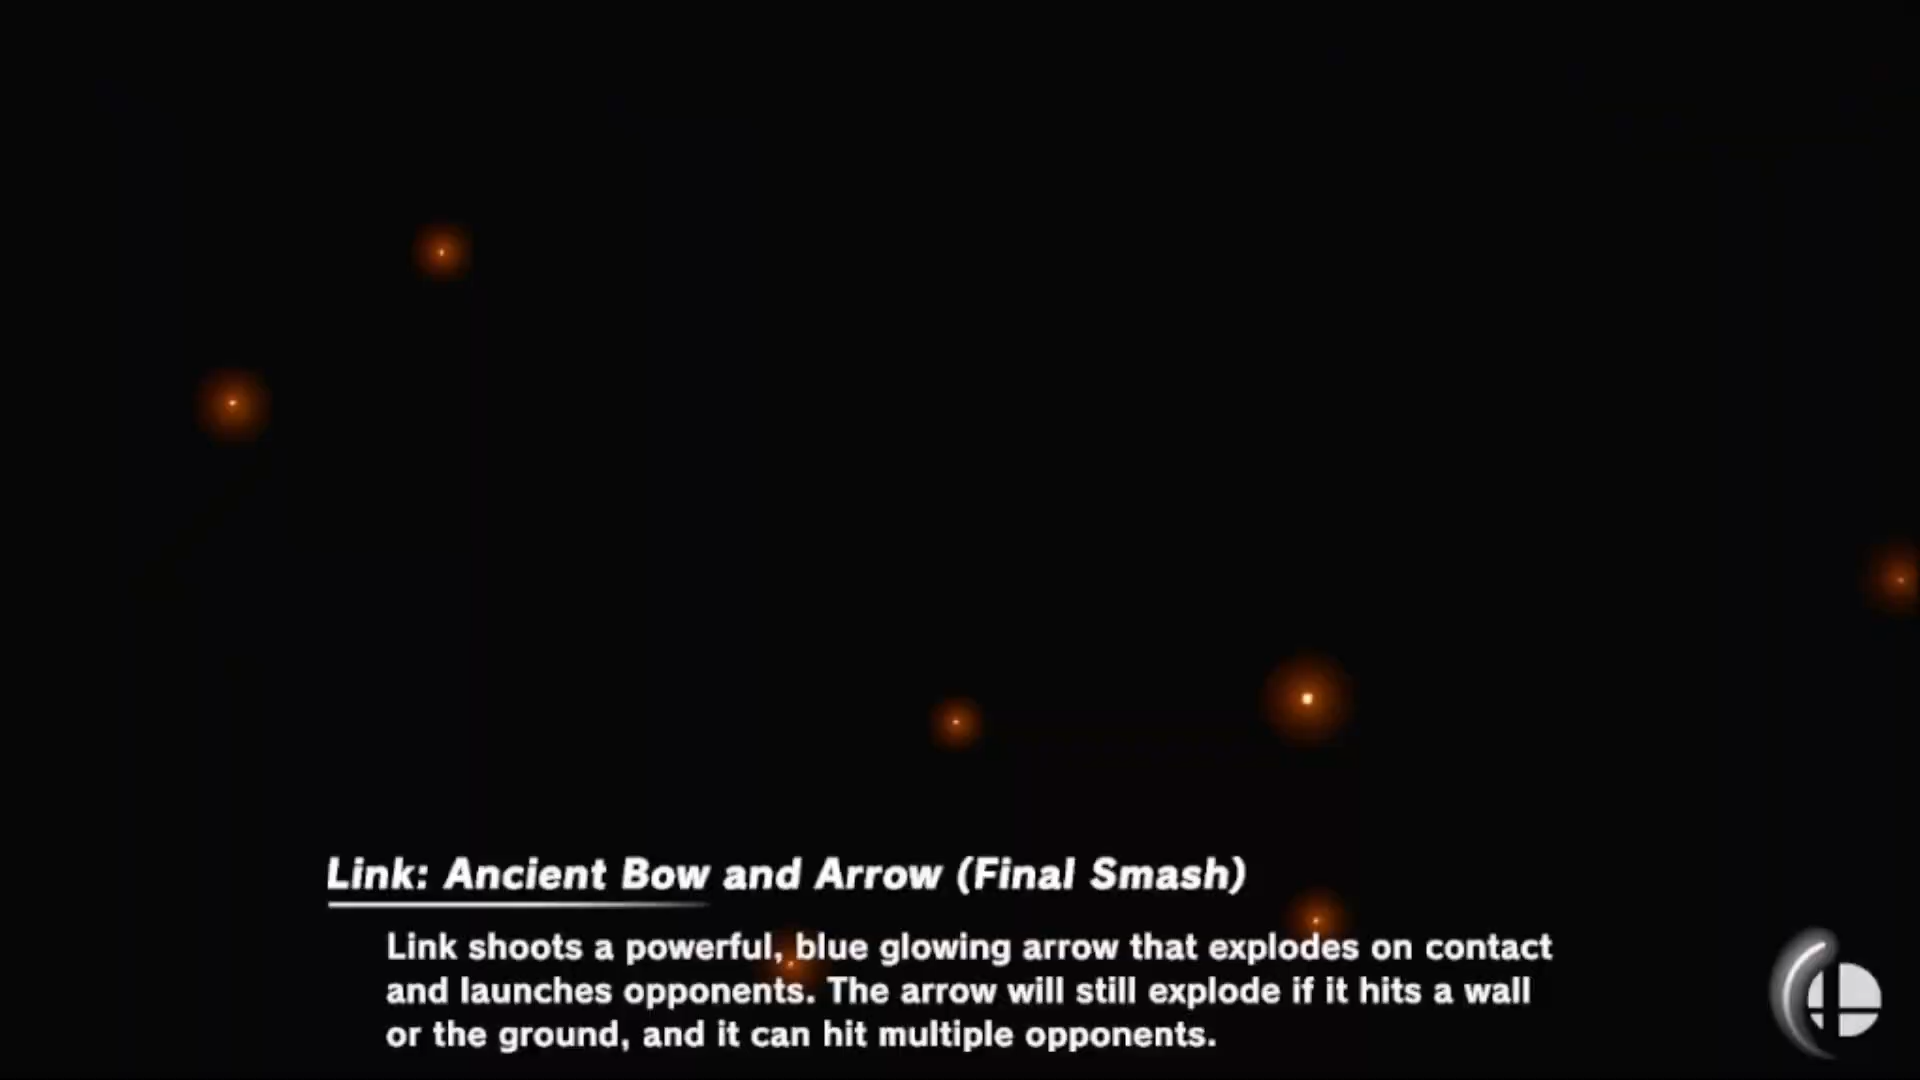 Link: Ancient Bow and Arrow (Final Smash)
Link shoots a powerful, blue glowing arrow that explodes on contact
and launches opponents. The arrow will still explode if it hits a wall
or the ground, and it can hit multiple opponents.